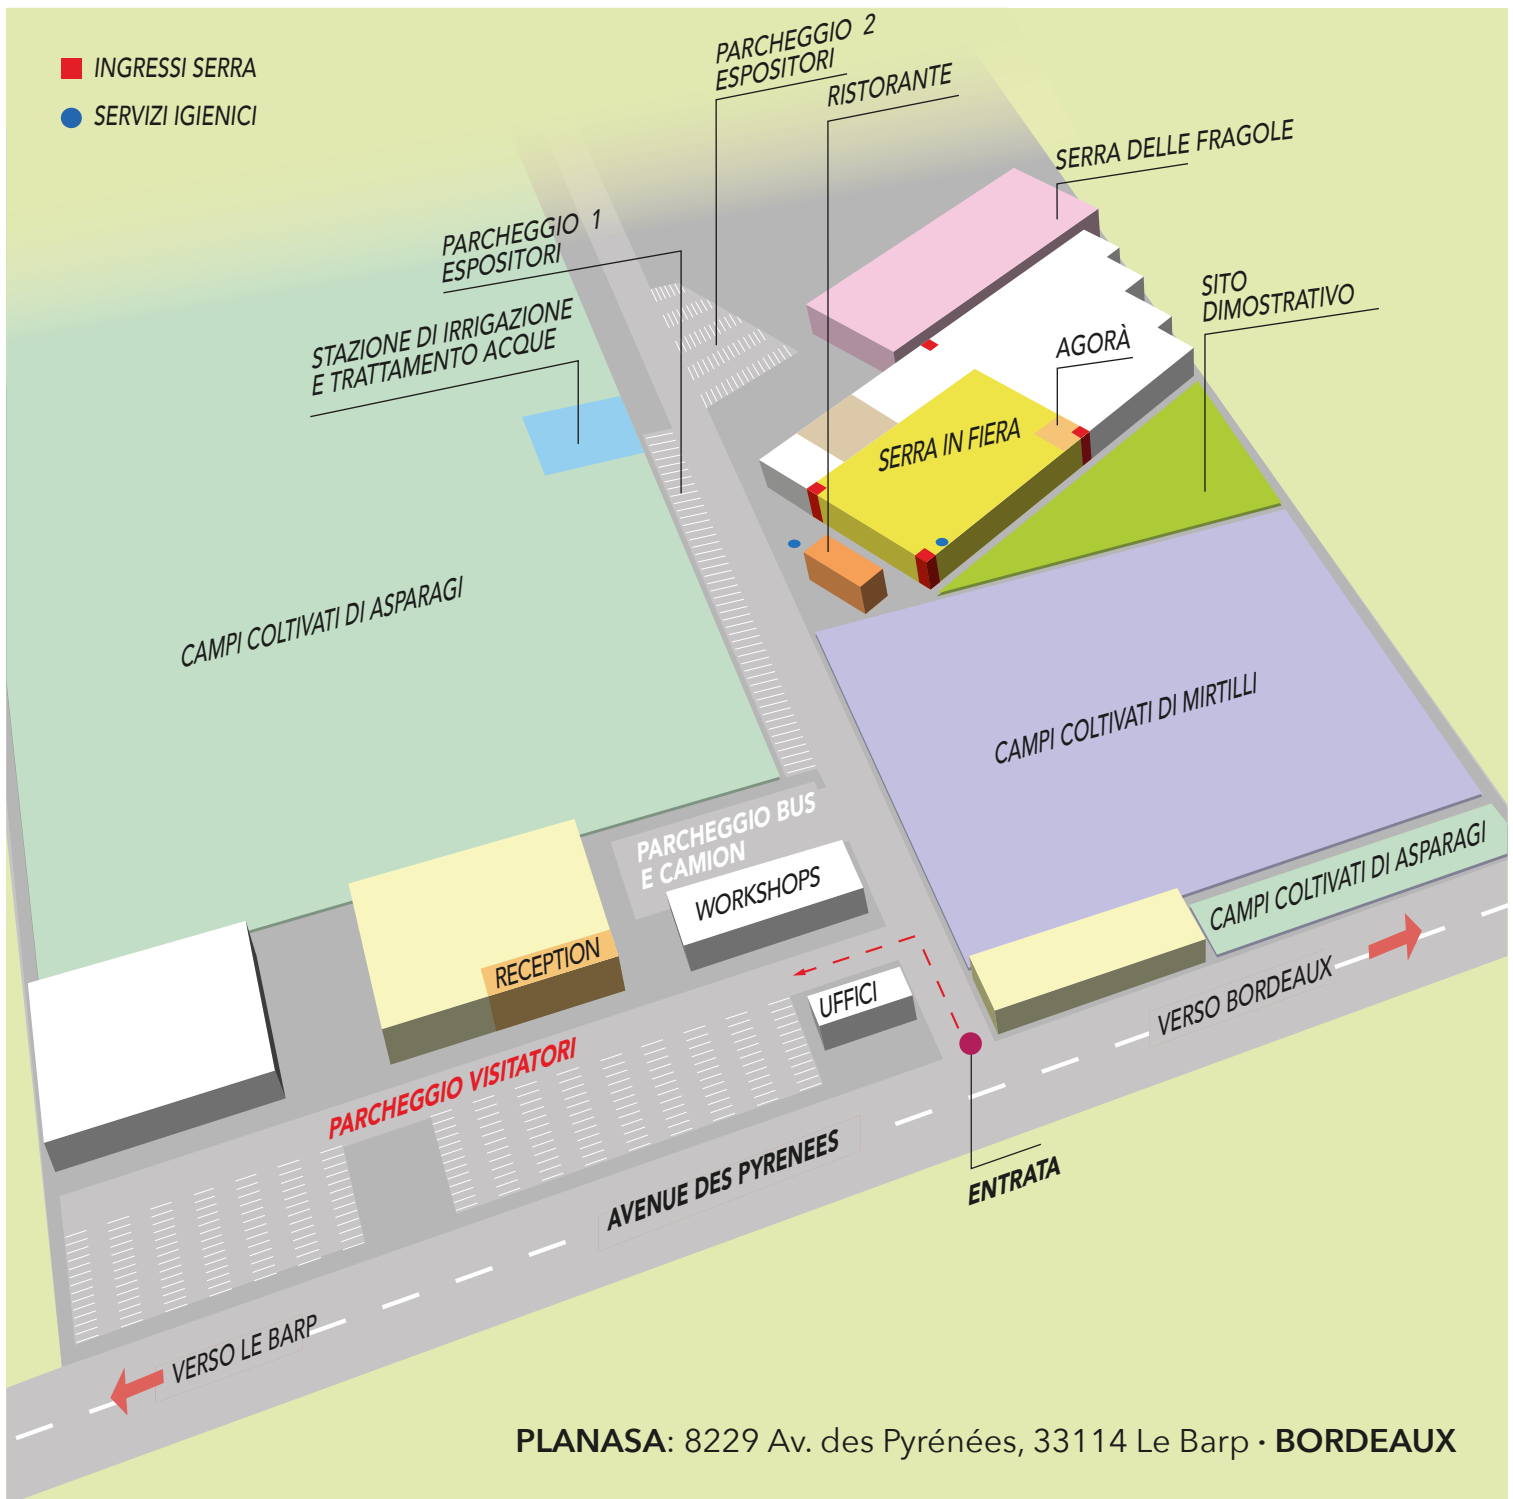 INGRESSI SERRA
SERVIZI IGIENICI
PARCHEGGIO 2
ESPOSITORI
RISTORANTE
SERRA DELLE FRAGOLE
PARCHEGGIO 1
ESPOSITORI
SITO
DIMOSTRATIVO
STAZIONE DI IRRIGAZIONE
E TRATTAMENTO ACQUE
AGORÀ
SERRA IN FIERA
CAMPI COLTIVATI DI ASPARAGI
CAMPI COLTIVATI DI MIRTILLI
PARCHEGGIO BUS
E CAMION
WORKSHOPS
CAMPI COLTIVATI DI ASPARAGI
RECEPTION
UFFICI
VERSO BORDEAUX
PARCHEGGIO VISITATORI
AVENUE DES PYRENEES
ENTRATA
VERSO LE BARP
PLANASA: 8229 Av. des Pyrénées, 33114 Le Barp · BORDEAUX